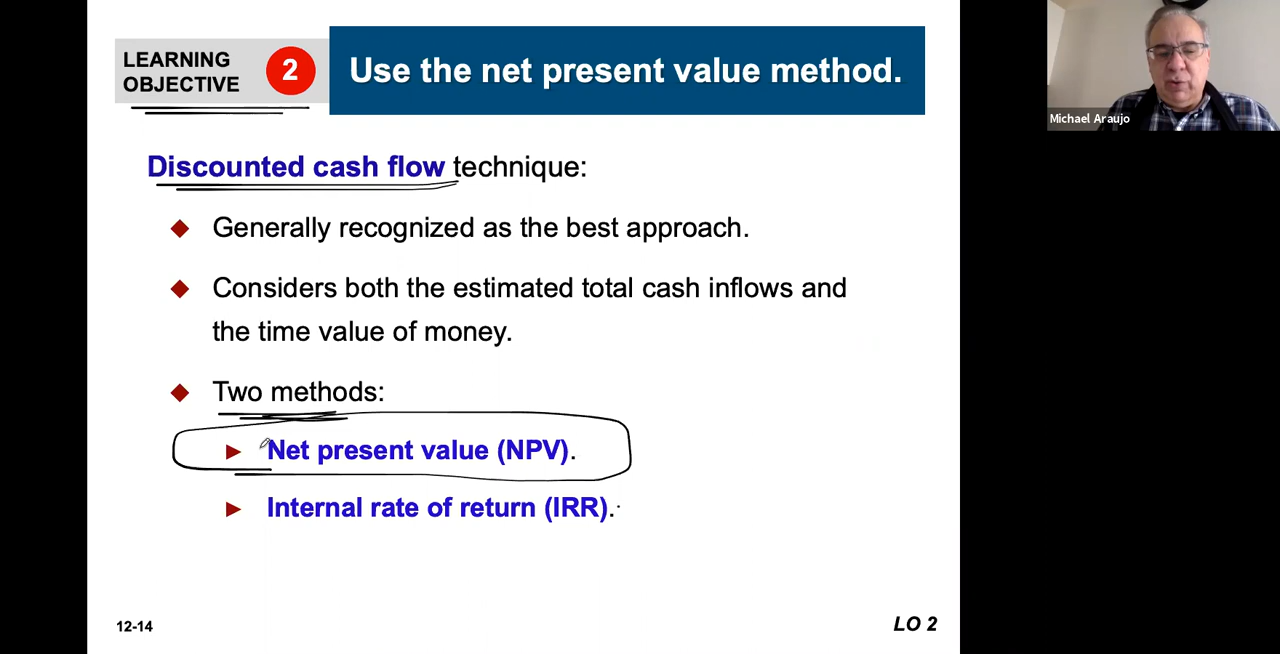 LEARNING
OBJECTIVE
2
Use the net present value method.
Michael Araujo
Discounted cash flow technique:
Generally recognized as the best approach.
Considers both the estimated total cash inflows and
the time value of money.
Two methods:
Net present value (NPV).
Internal rate of return (IRR).
12-14
LO 2